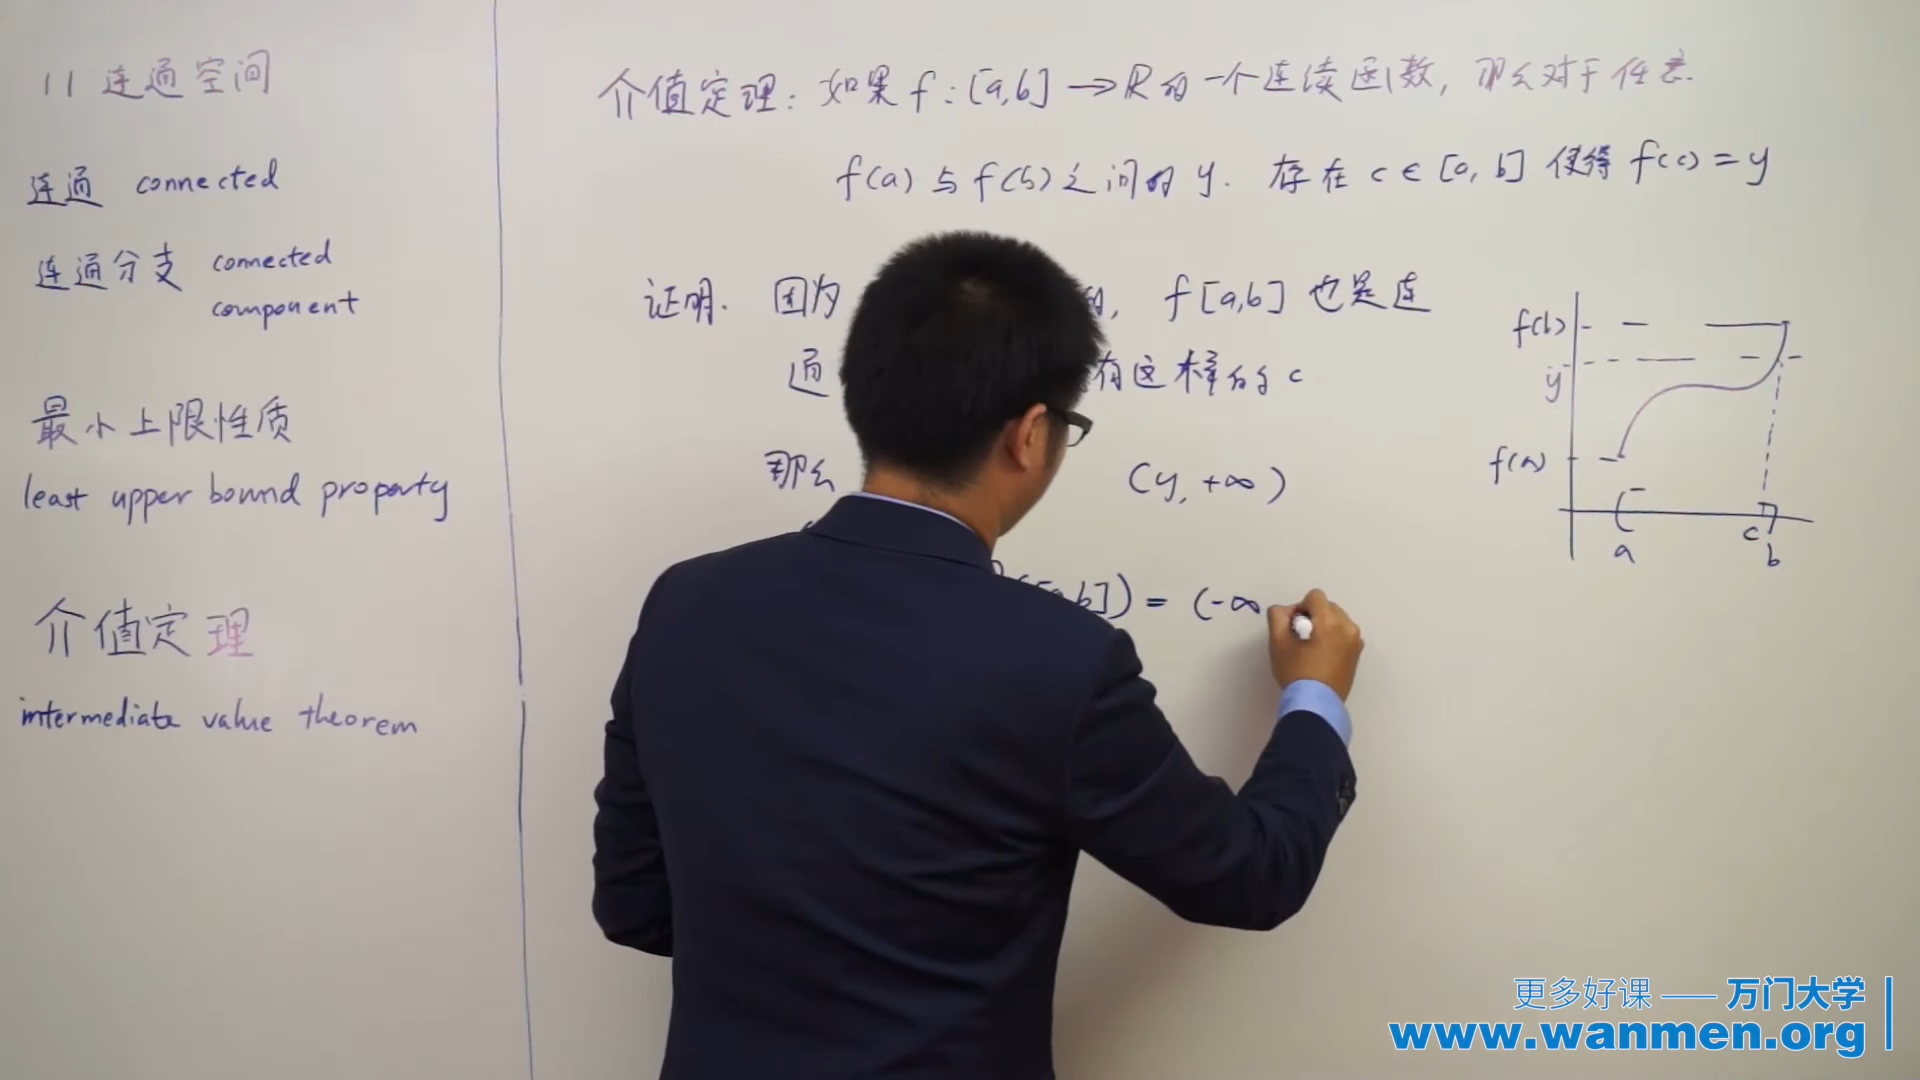 11 连通空间
连通 connected
连通分支 connected
component
最小上限性质
least upper bound property
介值定理
intermediate value theorem
介值定理: 如果 f: [a,b] → R 的一个连续函数, 那么对于任意
f(a) 与 f(b) 之间的 y. 存在 c ∈ [a, b] 使得 f(c) = y
证明. 因为 , f[a,b] 也是连
通 有这样的 c
那么 (y, +∞)
b]) = (-∞
f(b)
y
f(a)
a
c
b
更多好课 —— 万门大学
www.wanmen.org